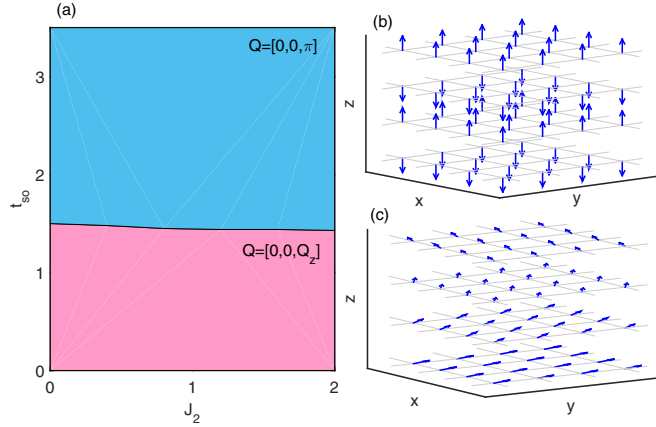 (a)
Q=[0,0,π]
3
2
1
0
t_so
Q=[0,0,Q_z]
0
1
2
J_2
(b)
z
x
y
(c)
z
x
y